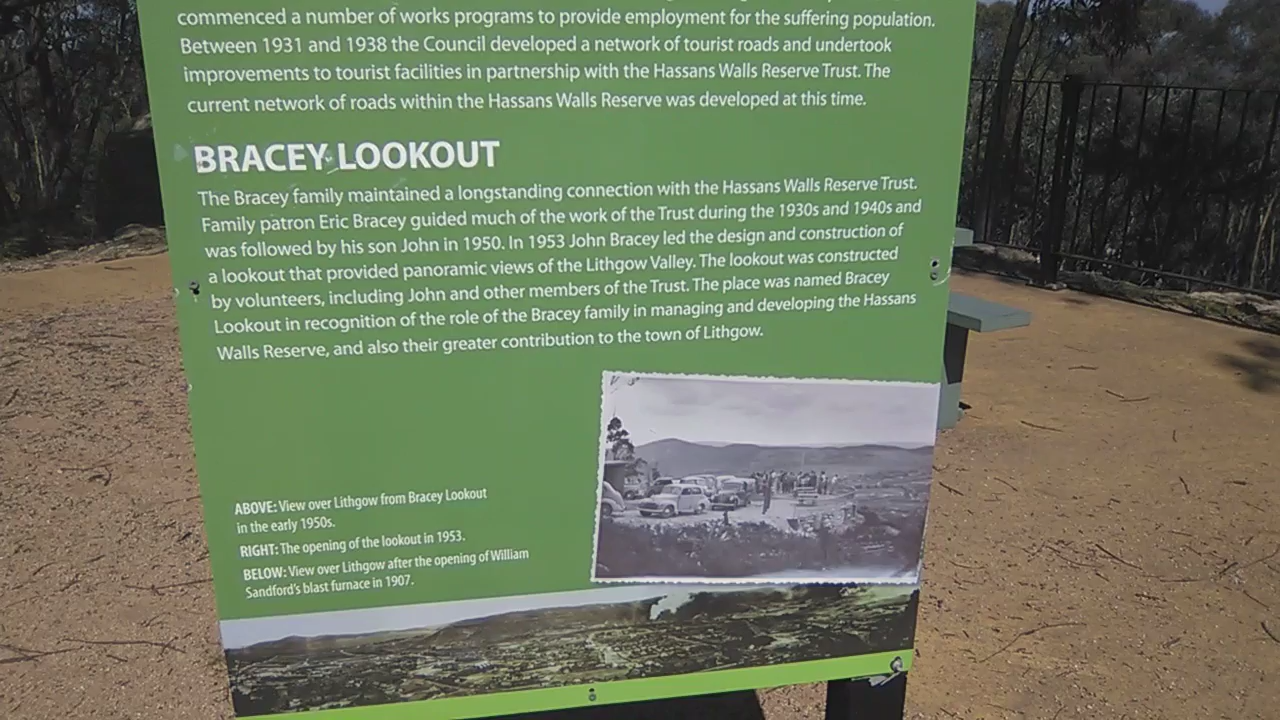 commenced a number of works programs to provide employment for the suffering population.
Between 1931 and 1938 the Council developed a network of tourist roads and undertook
improvements to tourist facilities in partnership with the Hassans Walls Reserve Trust. The
current network of roads within the Hassans Walls Reserve was developed at this time.
BRACEY LOOKOUT
The Bracey family maintained a longstanding connection with the Hassans Walls Reserve Trust.
Family patron Eric Bracey guided much of the work of the Trust during the 1930s and 1940s and
was followed by his son John in 1950. In 1953 John Bracey led the design and construction of
a lookout that provided panoramic views of the Lithgow Valley. The lookout was constructed
by volunteers, including John and other members of the Trust. The place was named Bracey
Lookout in recognition of the role of the Bracey family in managing and developing the Hassans
Walls Reserve, and also their greater contribution to the town of Lithgow.
ABOVE: View over Lithgow from Bracey Lookout
in the early 1950s.
RIGHT: The opening of the lookout in 1953.
BELOW: View over Lithgow after the opening of William
Sandford's blast furnace in 1907.